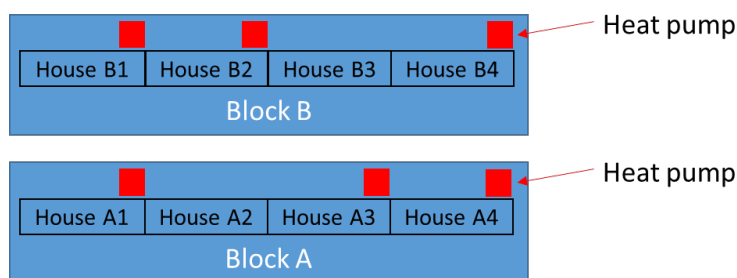 Heat pump
House B1 House B2 House B3 House B4
Block B
Heat pump
House A1 House A2 House A3 House A4
Block A